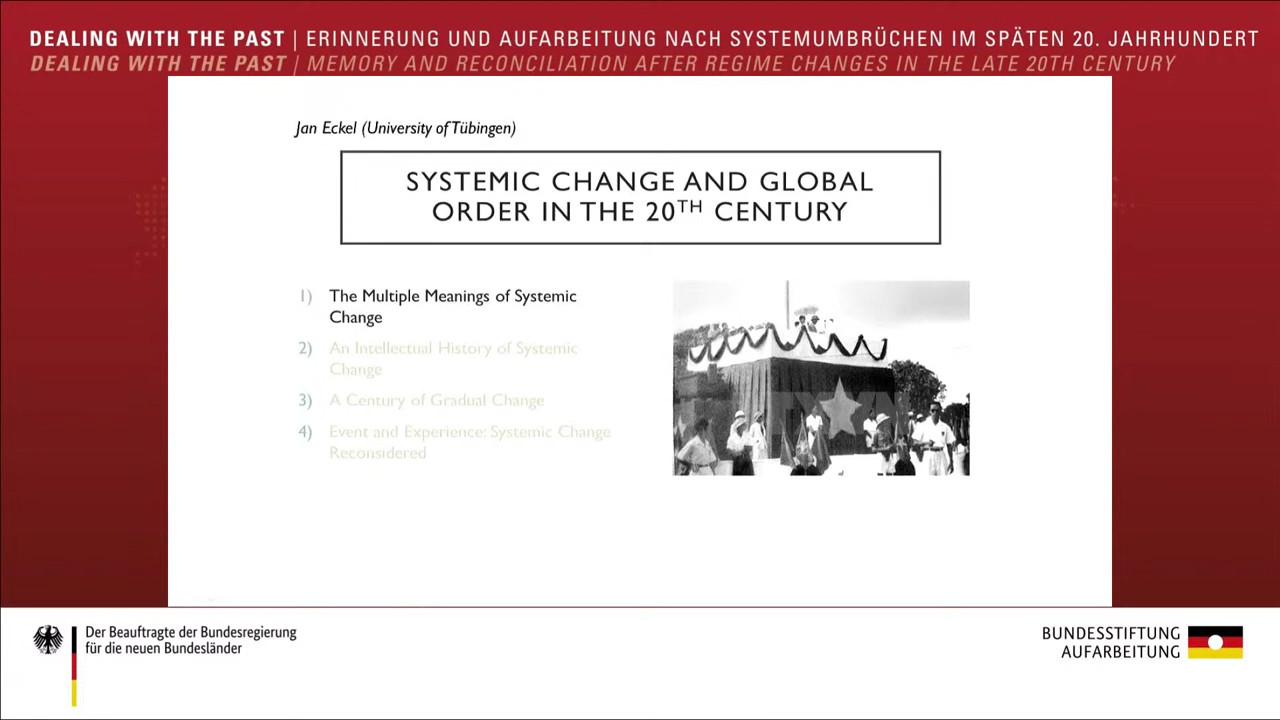 DEALING WITH THE PAST | ERINNERUNG UND AUFARBEITUNG NACH SYSTEMUMBRÜCHEN IM SPÄTEN 20. JAHRHUNDERT
DEALING WITH THE PAST | MEMORY AND RECONCILIATION AFTER REGIME CHANGES IN THE LATE 20TH CENTURY
Jan Eckel (University of Tübingen)
SYSTEMIC CHANGE AND GLOBAL
ORDER IN THE 20TH CENTURY
1) The Multiple Meanings of Systemic
Change
2) An Intellectual History of Systemic
Change
3) A Century of Gradual Change
4) Event and Experience: Systemic Change
Reconsidered
Der Beauftragte der Bundesregierung
für die neuen Bundesländer
BUNDESSTIFTUNG
AUFARBEITUNG